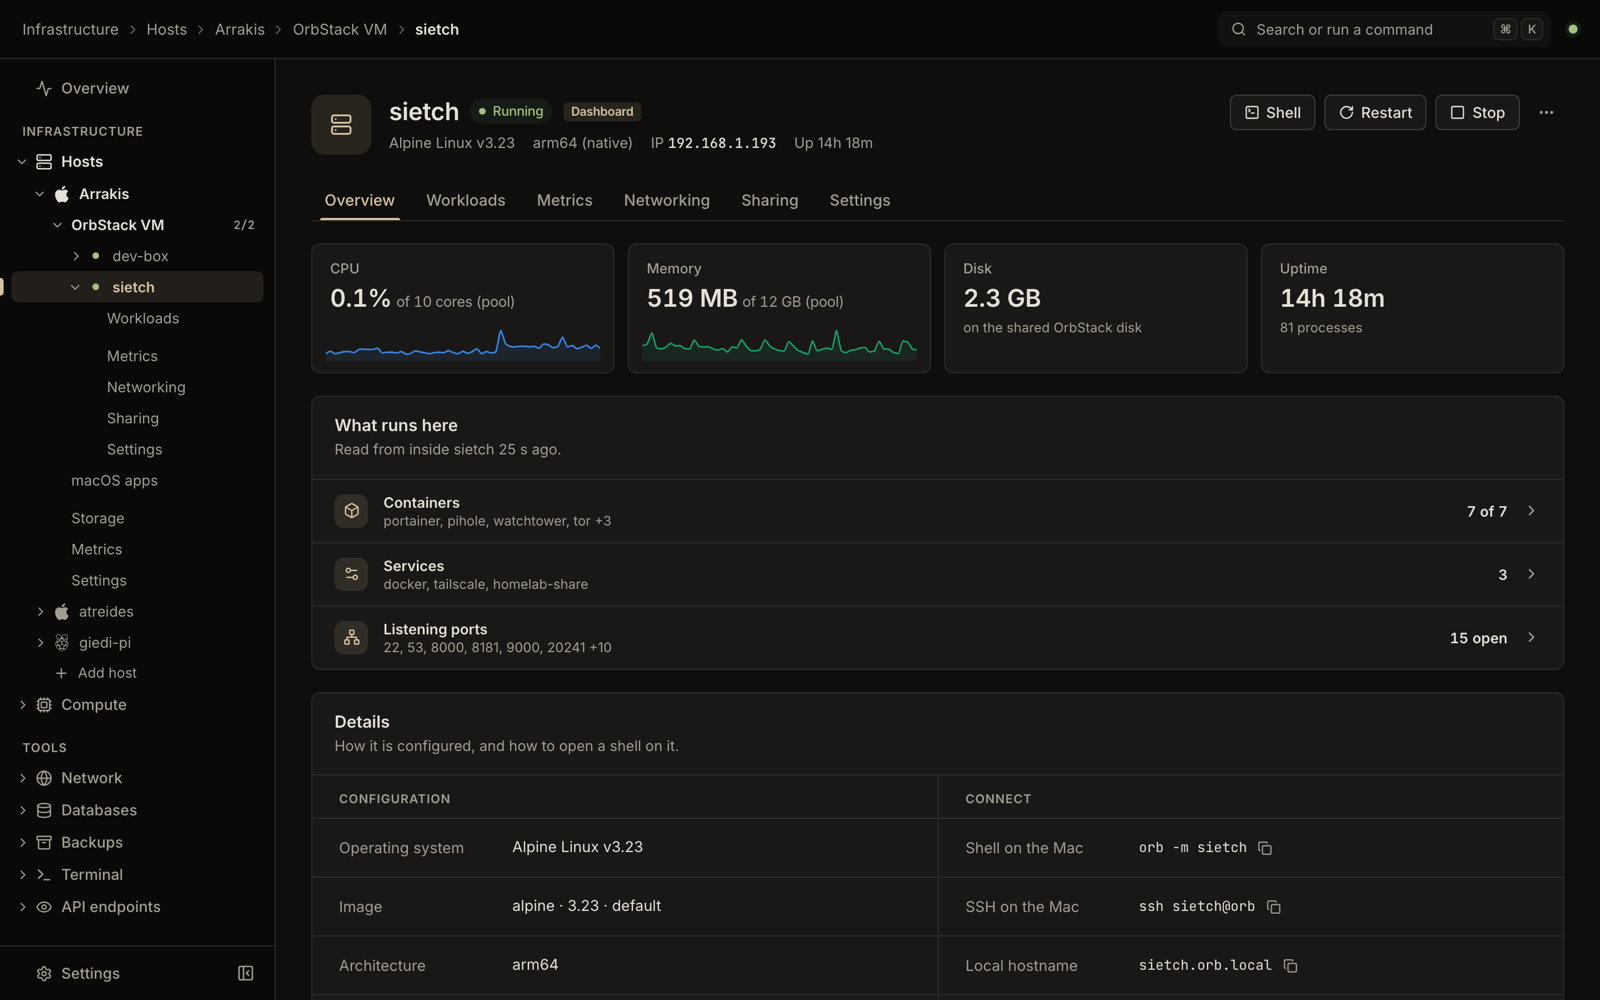 Infrastructure > Hosts > Arrakis > OrbStack VM > sietch
Search or run a command ⌘ K
Overview
INFRASTRUCTURE
Hosts
Arrakis
OrbStack VM 2/2
dev-box
sietch
Workloads
Metrics
Networking
Sharing
Settings
macOS apps
Storage
Metrics
Settings
atreides
giedi-pi
+ Add host
Compute
TOOLS
Network
Databases
Backups
Terminal
API endpoints
Settings
sietch Running Dashboard
Alpine Linux v3.23 arm64 (native) IP 192.168.1.193 Up 14h 18m
Shell Restart Stop ···
Overview Workloads Metrics Networking Sharing Settings
CPU
0.1% of 10 cores (pool)
Memory
519 MB of 12 GB (pool)
Disk
2.3 GB
on the shared OrbStack disk
Uptime
14h 18m
81 processes
What runs here
Read from inside sietch 25 s ago.
Containers
portainer, pihole, watchtower, tor +3
7 of 7
Services
docker, tailscale, homelab-share
3
Listening ports
22, 53, 8000, 8181, 9000, 20241 +10
15 open
Details
How it is configured, and how to open a shell on it.
CONFIGURATION
Operating system Alpine Linux v3.23
Image alpine · 3.23 · default
Architecture arm64
CONNECT
Shell on the Mac orb -m sietch
SSH on the Mac ssh sietch@orb
Local hostname sietch.orb.local